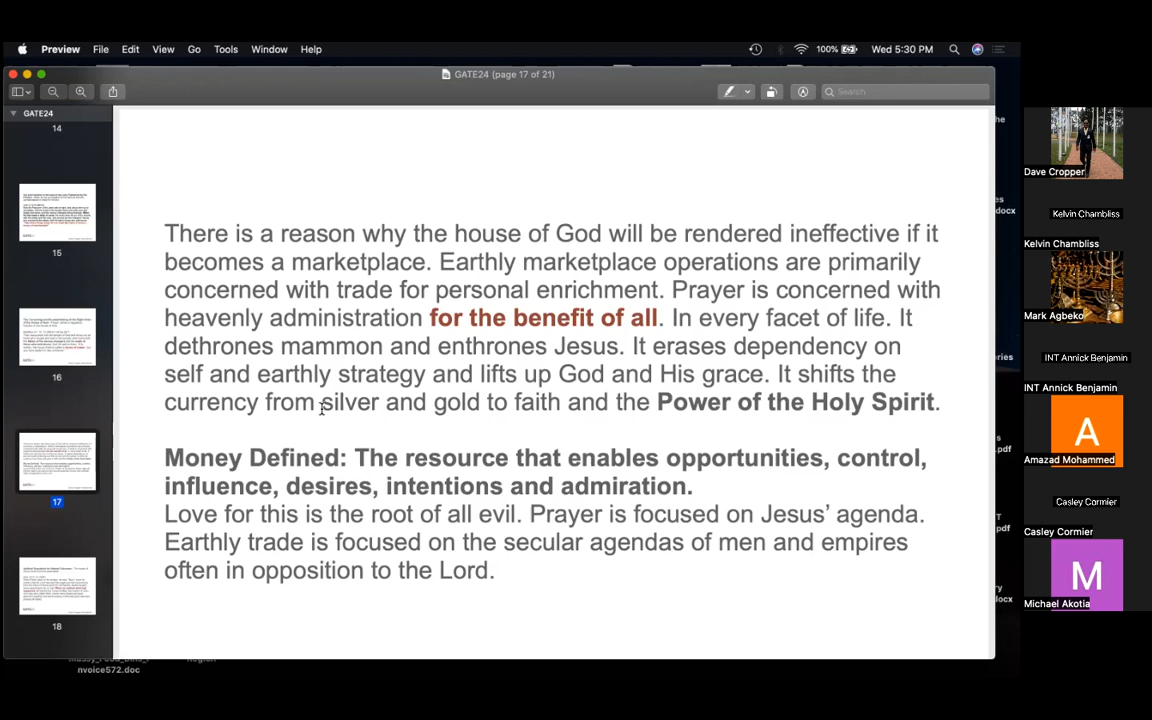 Preview File Edit View Go Tools Window Help
100% Wed 5:30 PM
GATE24 (page 17 of 21)
Search
GATE24
14
15
16
17
18
There is a reason why the house of God will be rendered ineffective if it
becomes a marketplace. Earthly marketplace operations are primarily
concerned with trade for personal enrichment. Prayer is concerned with
heavenly administration for the benefit of all. In every facet of life. It
dethrones mammon and enthrones Jesus. It erases dependency on
self and earthly strategy and lifts up God and His grace. It shifts the
currency from silver and gold to faith and the Power of the Holy Spirit.
Money Defined: The resource that enables opportunities, control,
influence, desires, intentions and admiration.
Love for this is the root of all evil. Prayer is focused on Jesus' agenda.
Earthly trade is focused on the secular agendas of men and empires
often in opposition to the Lord.
nvoice572.doc
Dave Cropper
Kelvin Chambliss
Kelvin Chambliss
Mark Agbeko
INT Annick Benjamin
INT Annick Benjamin
A
Amazad Mohammed
Casley Cormier
Casley Cormier
M
Michael Akotia